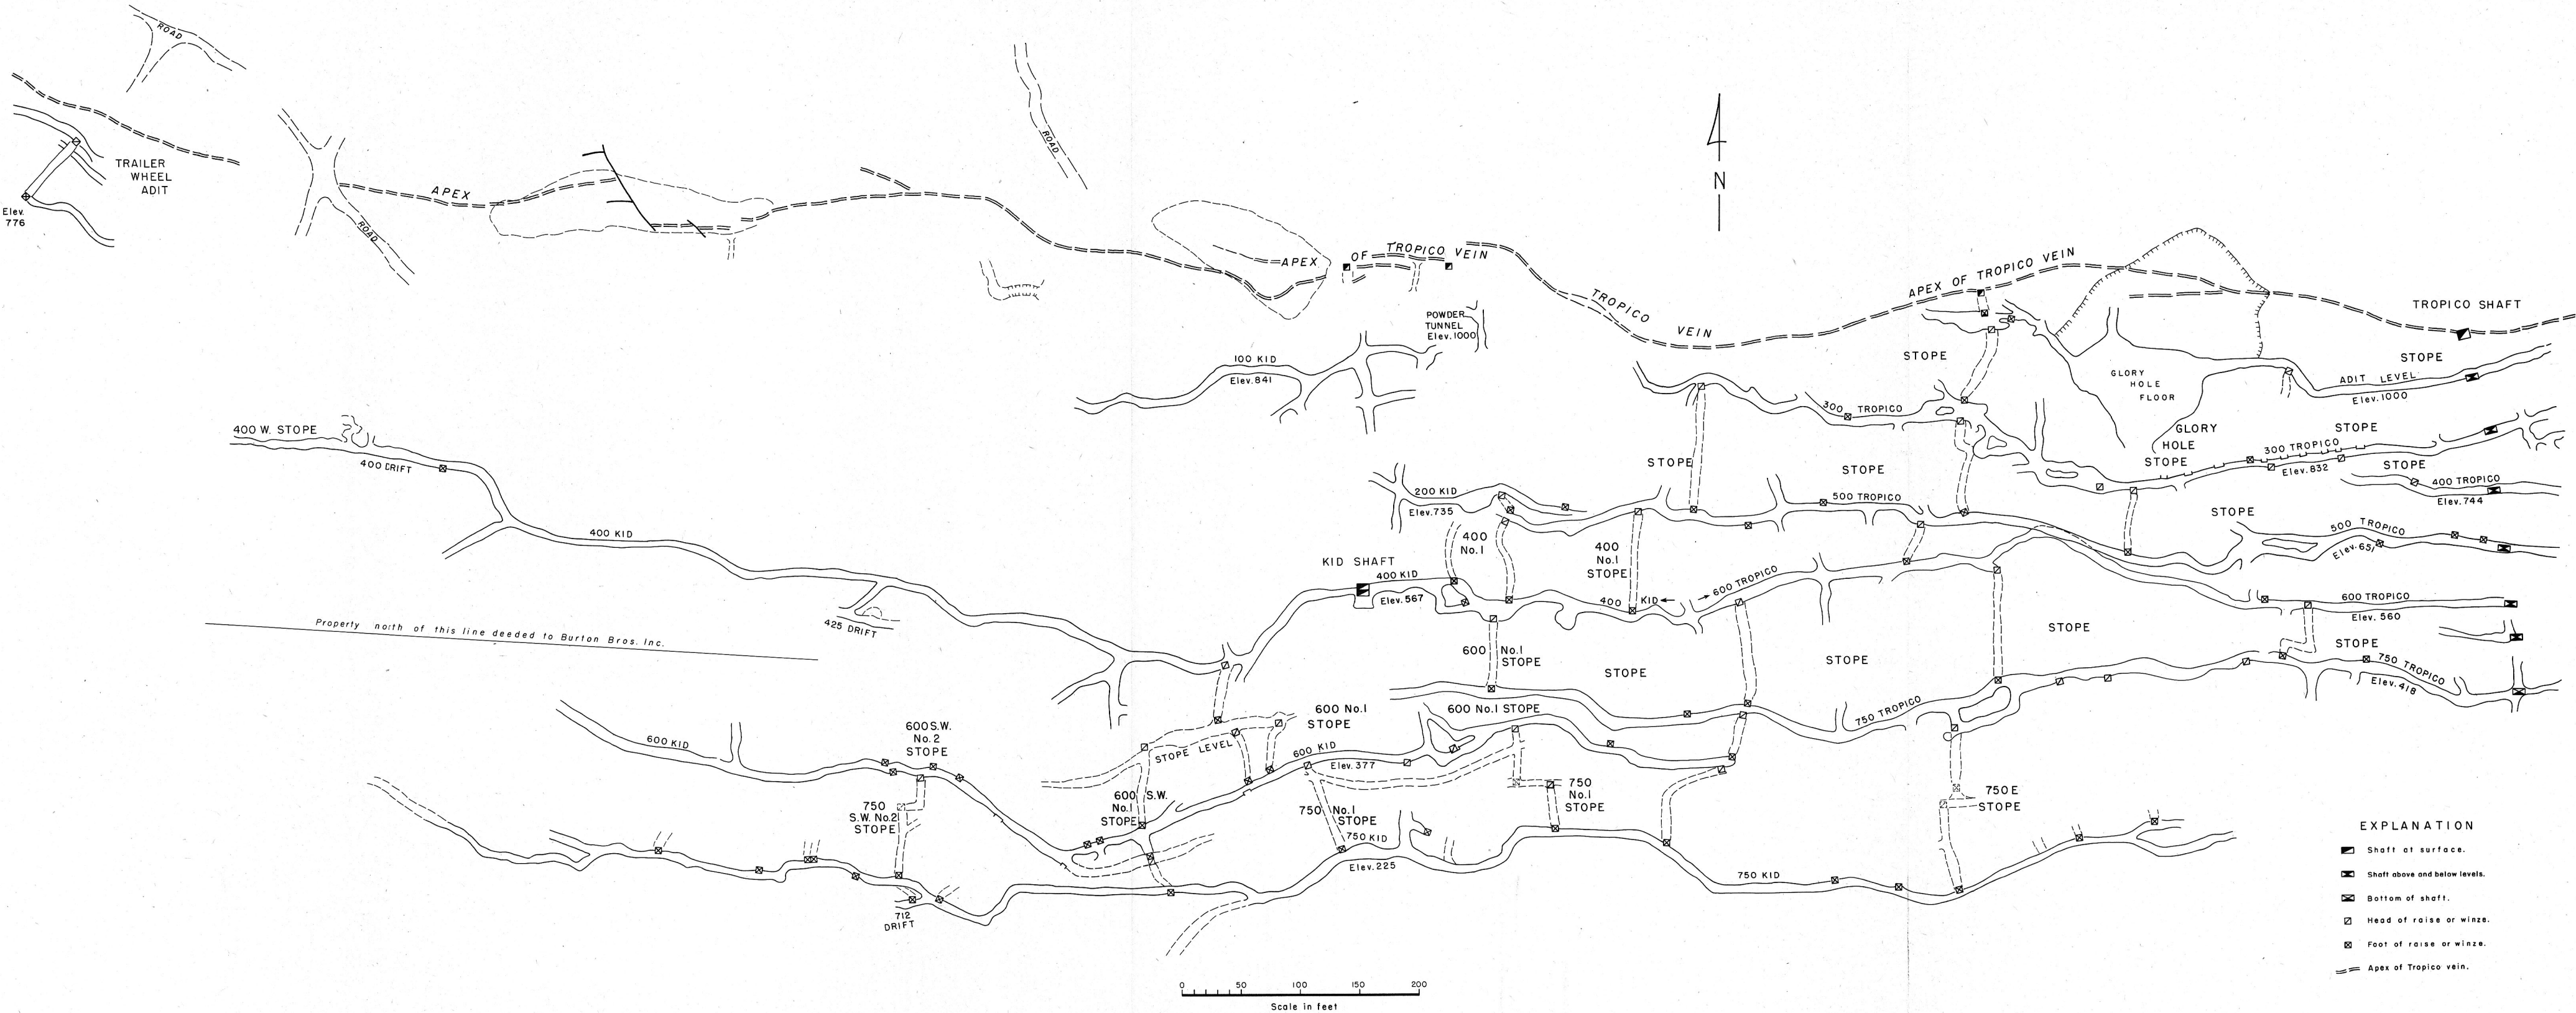 ROAD
TRAILER
WHEEL
ADIT
Elev.
776
ROAD
APEX
ROAD
APEX
OF TROPICO VEIN
TROPICO VEIN
APEX OF TROPICO VEIN
4
N
TROPICO SHAFT
POWDER
TUNNEL
Elev.1000
100 KID
Elev.841
STOPE
STOPE
GLORY
HOLE
FLOOR
ADIT LEVEL
Elev.1000
300 TROPICO
GLORY
HOLE
STOPE
300 TROPICO
Elev.832
STOPE
STOPE
400 TROPICO
Elev.744
400 W. STOPE
400 DRIFT
STOPE
STOPE
200 KID
Elev.735
500 TROPICO
STOPE
500 TROPICO
Elev.651
400 KID
400
No.1
400
No.1
STOPE
KID SHAFT
400 KID
Elev.567
400 KID ←
→ 600 TROPICO
600 TROPICO
Elev. 560
425 DRIFT
Property north of this line deeded to Burton Bros. Inc.
STOPE
STOPE
600 No.1
STOPE
STOPE
STOPE
750 TROPICO
Elev.418
600 No.1
STOPE
600 No.1 STOPE
750 TROPICO
600 KID
600 S.W.
No.2
STOPE
STOPE LEVEL
600 KID
Elev.377
600 S.W.
No.1
STOPE
750
S.W. No.2
STOPE
750 No.1
STOPE
750
No.1
STOPE
750 E
STOPE
750 KID
Elev.225
750 KID
712
DRIFT
EXPLANATION
Shaft at surface.
Shaft above and below levels.
Bottom of shaft.
Head of raise or winze.
Foot of raise or winze.
Apex of Tropico vein.
0 50 100 150 200
Scale in feet